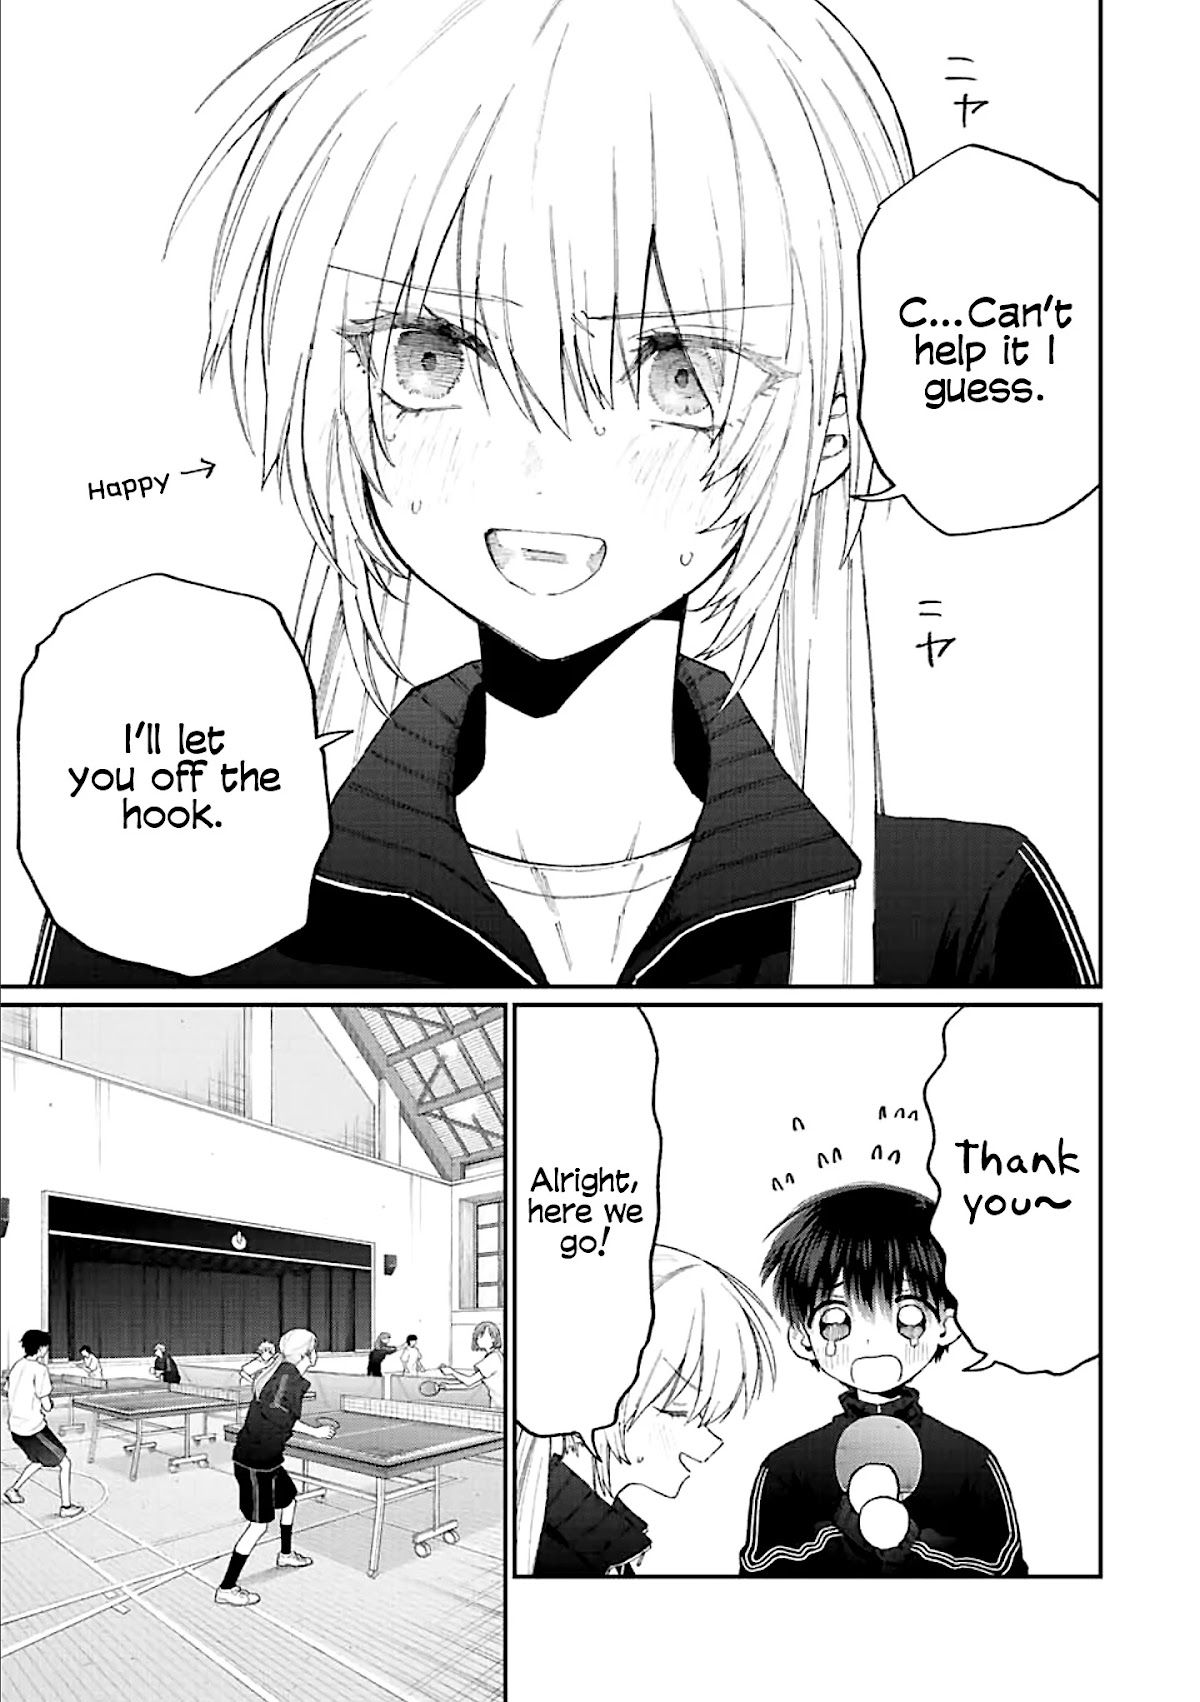 ニヤ
C...Can't
help it I
guess.
Happy →
ニヤ
I'll let
you off the
hook.
Thank
you~
Alright,
here we
go!